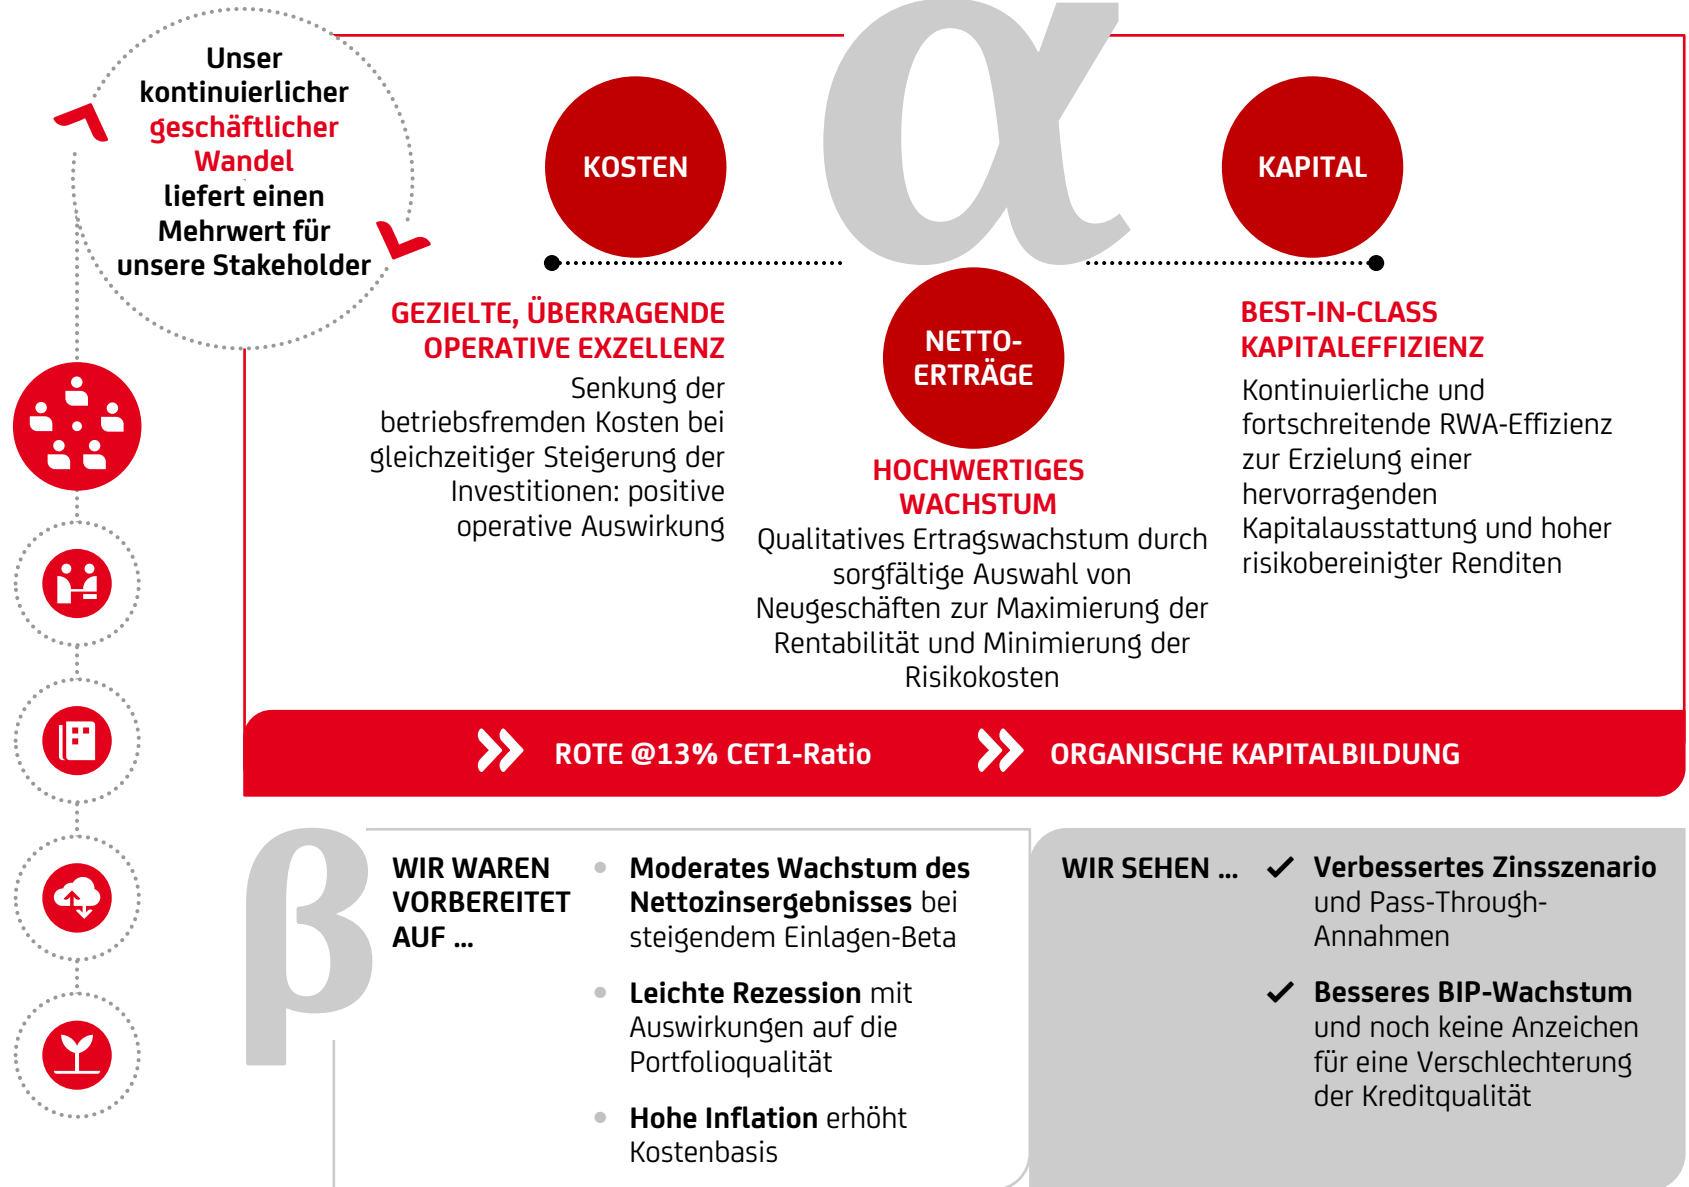 Unser
kontinuierlicher
geschäftlicher
Wandel
liefert einen
Mehrwert für
unsere Stakeholder
α
KOSTEN
GEZIELTE, ÜBERRAGENDE
OPERATIVE EXZELLENZ
Senkung der
betriebsfremden Kosten bei
gleichzeitiger Steigerung der
Investitionen: positive
operative Auswirkung
NETTO-
ERTRÄGE
HOCHWERTIGES
WACHSTUM
Qualitatives Ertragswachstum durch
sorgfältige Auswahl von
Neugeschäften zur Maximierung der
Rentabilität und Minimierung der
Risikokosten
KAPITAL
BEST-IN-CLASS
KAPITALEFFIZIENZ
Kontinuierliche und
fortschreitende RWA-Effizienz
zur Erzielung einer
hervorragenden
Kapitalausstattung und hoher
risikobereinigter Renditen
ROTE @13% CET1-Ratio
ORGANISCHE KAPITALBILDUNG
β
WIR WAREN
VORBEREITET
AUF ...
• Moderates Wachstum des
Nettozinsergebnisses bei
steigendem Einlagen-Beta
• Leichte Rezession mit
Auswirkungen auf die
Portfolioqualität
• Hohe Inflation erhöht
Kostenbasis
WIR SEHEN ...
✓ Verbessertes Zinsszenario
und Pass-Through-
Annahmen
✓ Besseres BIP-Wachstum
und noch keine Anzeichen
für eine Verschlechterung
der Kreditqualität